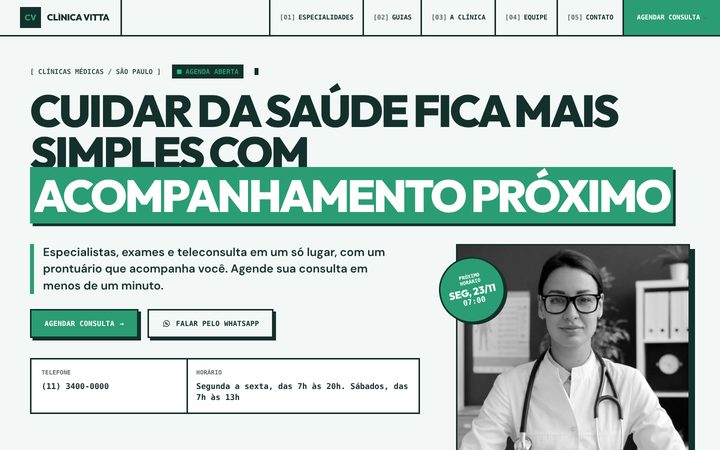 CV CLÍNICA VITTA
[01] ESPECIALIDADES
[02] GUIAS
[03] A CLÍNICA
[04] EQUIPE
[05] CONTATO
AGENDAR CONSULTA
[ CLÍNICAS MÉDICAS / SÃO PAULO ]
AGENDA ABERTA
CUIDAR DA SAÚDE FICA MAIS
SIMPLES COM
ACOMPANHAMENTO PRÓXIMO
Especialistas, exames e teleconsulta em um só lugar, com um
prontuário que acompanha você. Agende sua consulta em
menos de um minuto.
AGENDAR CONSULTA →
FALAR PELO WHATSAPP
TELEFONE
(11) 3400-0000
HORÁRIO
Segunda a sexta, das 7h às 20h. Sábados, das
7h às 13h
PRÓXIMO
HORÁRIO
SEG, 23/11
07:00